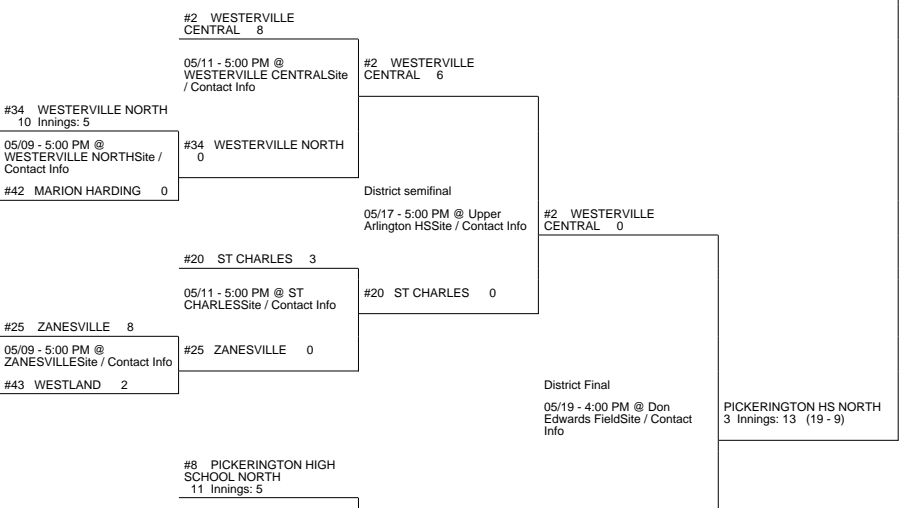 #2 WESTERVILLE
CENTRAL 8
05/11 - 5:00 PM @
WESTERVILLE CENTRALSite
/ Contact Info
#2 WESTERVILLE
CENTRAL 6
#34 WESTERVILLE NORTH
10 Innings: 5
05/09 - 5:00 PM @
WESTERVILLE NORTHSite /
Contact Info
#34 WESTERVILLE NORTH
0
#42 MARION HARDING 0
District semifinal
05/17 - 5:00 PM @ Upper
Arlington HSSite / Contact Info
#2 WESTERVILLE
CENTRAL 0
#20 ST CHARLES 3
05/11 - 5:00 PM @ ST
CHARLESSite / Contact Info
#20 ST CHARLES 0
#25 ZANESVILLE 8
05/09 - 5:00 PM @
ZANESVILLESite / Contact Info
#25 ZANESVILLE 0
#43 WESTLAND 2
District Final
05/19 - 4:00 PM @ Don
Edwards FieldSite / Contact
Info
PICKERINGTON HS NORTH
3 Innings: 13 (19 - 9)
#8 PICKERINGTON HIGH
SCHOOL NORTH
11 Innings: 5